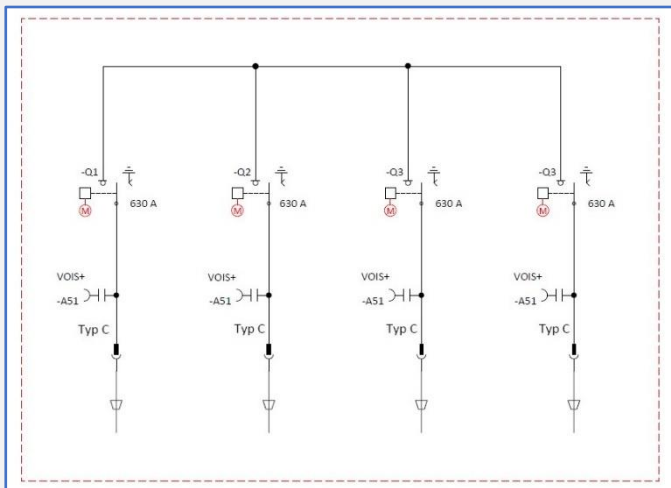 -Q1
-Q2
-Q3
-Q3
M
630 A
M
630 A
M
630 A
M
630 A
VOIS+
VOIS+
VOIS+
VOIS+
-A51
-A51
-A51
-A51
Typ C
Typ C
Typ C
Typ C